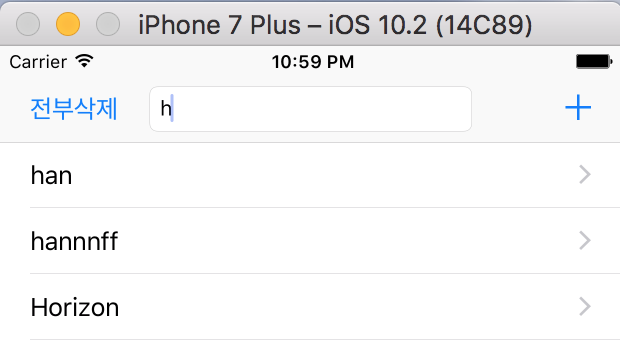 iPhone 7 Plus – iOS 10.2 (14C89)
Carrier 10:59 PM
전부삭제 h
han
hannnff
Horizon